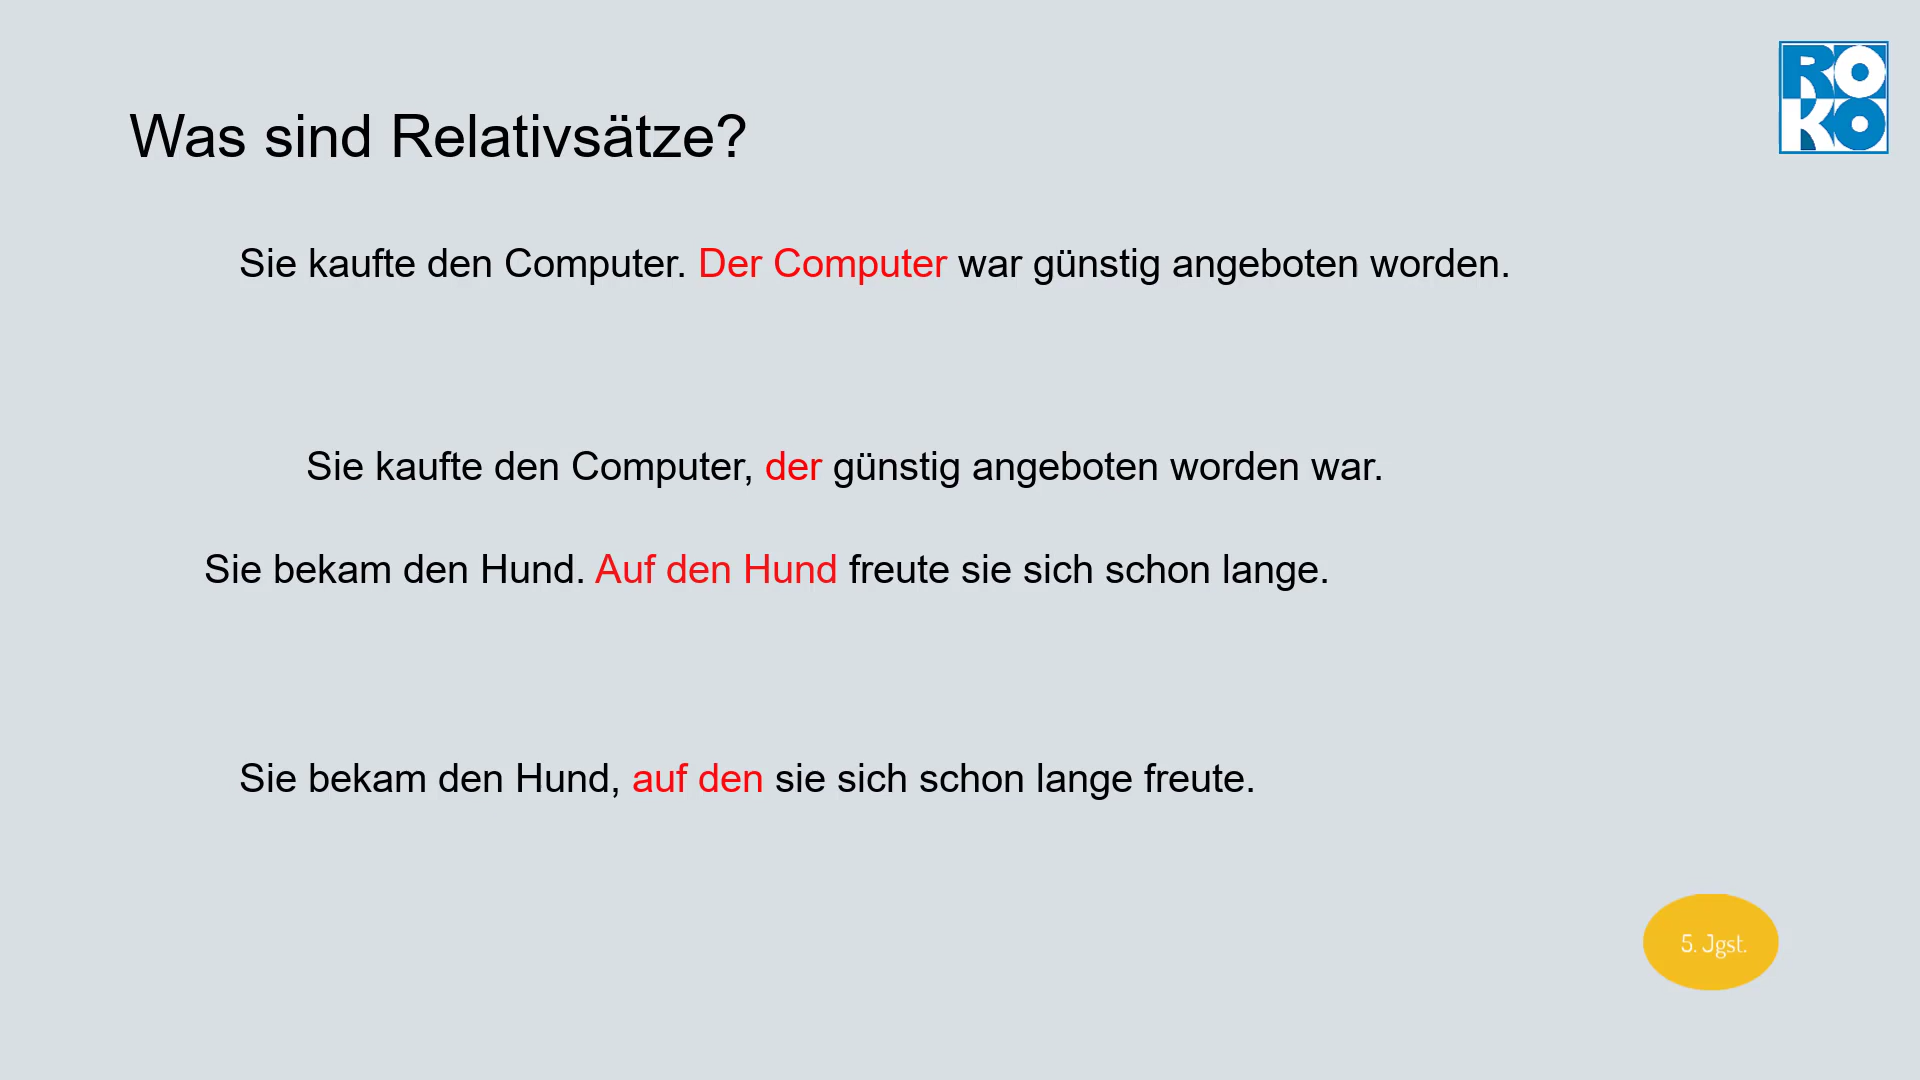 RO
KO
Was sind Relativsätze?
Sie kaufte den Computer. Der Computer war günstig angeboten worden.
Sie kaufte den Computer, der günstig angeboten worden war.
Sie bekam den Hund. Auf den Hund freute sie sich schon lange.
Sie bekam den Hund, auf den sie sich schon lange freute.
5. Jgst.